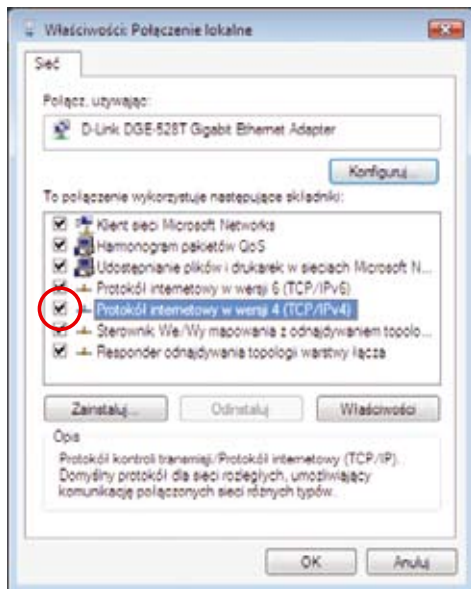 Właściwości: Połączenie lokalne
Sieć
Połącz, używając:
D-Link DGE-528T Gigabit Ethernet Adapter
Konfiguruj...
To połączenie wykorzystuje następujące składniki:
Klient sieci Microsoft Networks
Harmonogram pakietów QoS
Udostępnianie plików i drukarek w sieciach Microsoft N...
Protokół internetowy w wersji 6 (TCP/IPv6)
Protokół internetowy w wersji 4 (TCP/IPv4)
Sterownik We/Wy mapowania z odnajdywaniem topolo...
Responder odnajdywania topologii warstwy łącza
Zainstaluj... Odinstaluj Właściwości
Opis
Protokół kontroli transmisji/Protokół internetowy (TCP/IP).
Domyślny protokół dla sieci rozległych, umożliwiający
komunikację połączonych sieci różnych typów.
OK Anuluj